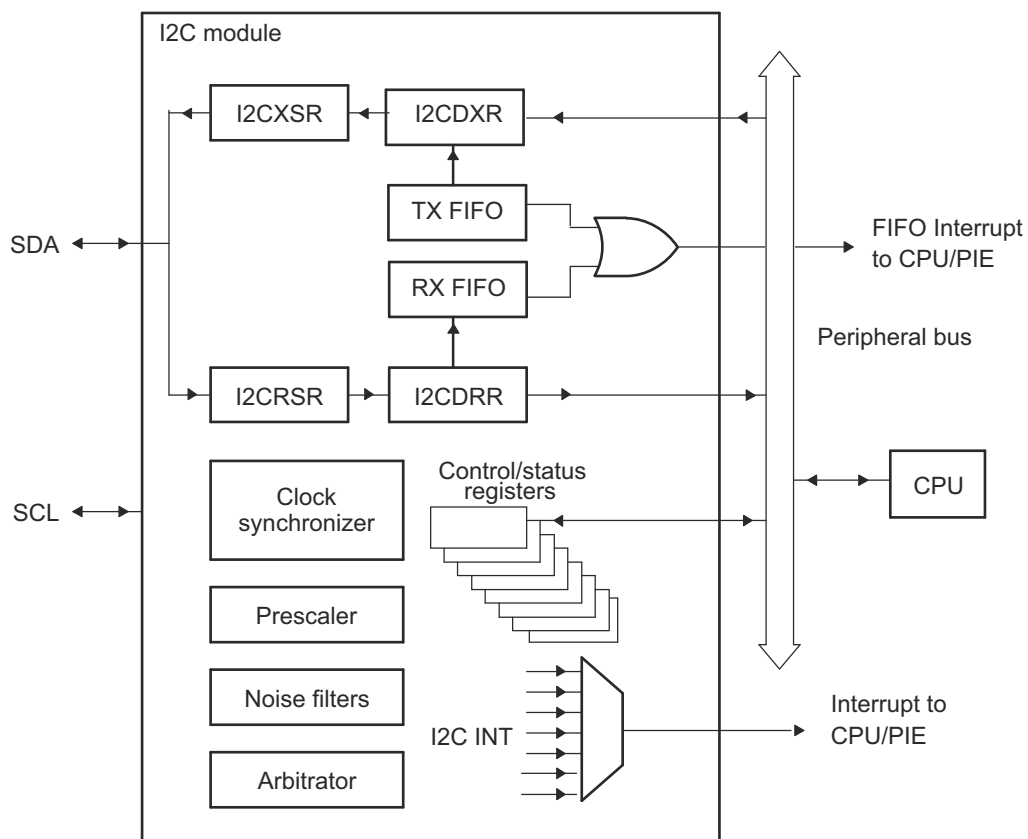 I2C module
I2CXSR
I2CDXR
TX FIFO
SDA
FIFO Interrupt
to CPU/PIE
RX FIFO
Peripheral bus
I2CRSR
I2CDRR
Control/status
registers
Clock
synchronizer
SCL
CPU
Prescaler
Noise filters
I2C INT
Interrupt to
CPU/PIE
Arbitrator